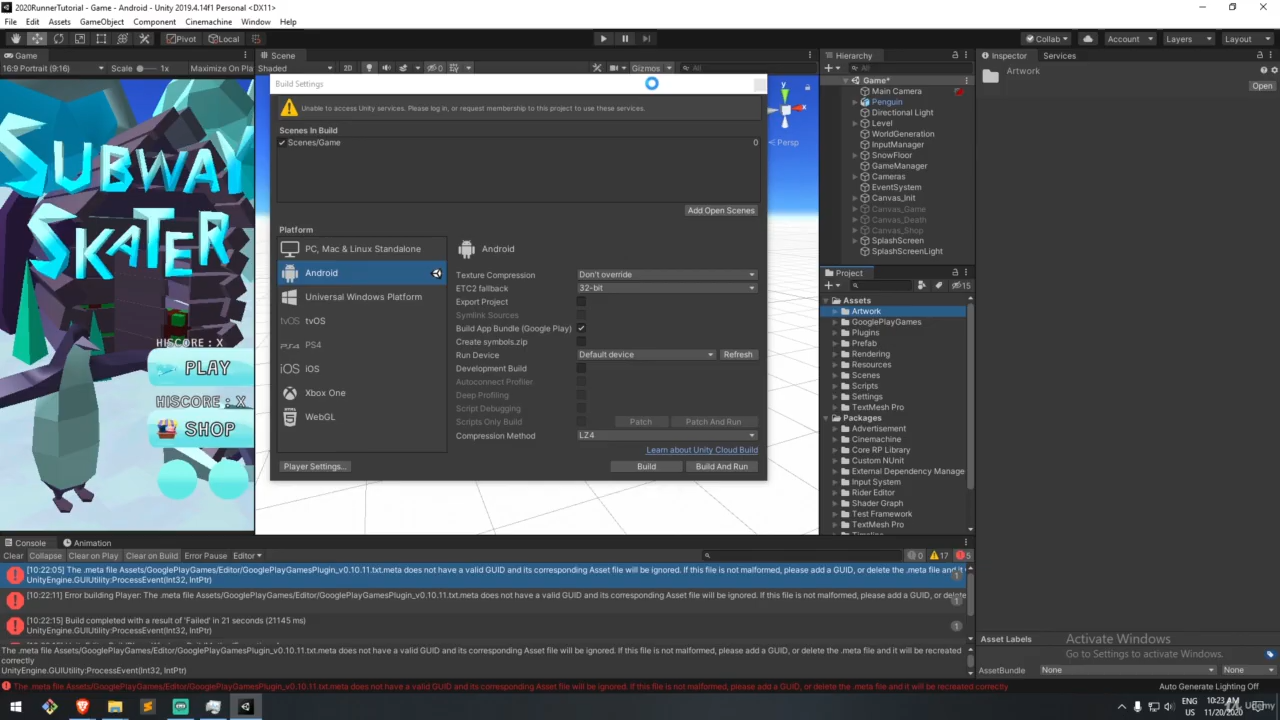 2020RunnerTutorial - Game - Android - Unity 2019.4.14f1 Personal <DX11>
File Edit Assets GameObject Component Cinemachine Window Help
Pivot Local Collab Account Layers Layout
Game
16:9 Portrait (9:16) Scale 1x Maximize On Pla
SUBWAY
SKATER
HISCORE : X
PLAY
HISCORE : X
SHOP
Scene
Shaded 2D 0 Gizmos All
y
x
Persp
Build Settings
Unable to access Unity services. Please log in, or request membership to this project to use these services.
Scenes In Build
Scenes/Game 0
Add Open Scenes
Platform
PC, Mac & Linux Standalone
Android
Universal Windows Platform
tvOS tvOS
PS4 PS4
iOS iOS
Xbox One
WebGL
Android
Texture Compression Don't override
ETC2 fallback 32-bit
Export Project
Symlink Sources
Build App Bundle (Google Play)
Create symbols.zip
Run Device Default device Refresh
Development Build
Autoconnect Profiler
Deep Profiling
Script Debugging
Scripts Only Build Patch Patch And Run
Compression Method LZ4
Learn about Unity Cloud Build
Player Settings... Build Build And Run
Hierarchy
All
Game*
Main Camera
Penguin
Directional Light
Level
WorldGeneration
InputManager
SnowFloor
GameManager
Cameras
EventSystem
Canvas_Init
Canvas_Game
Canvas_Death
Canvas_Shop
SplashScreen
SplashScreenLight
Project
15
Assets
Artwork
GooglePlayGames
Plugins
Prefab
Rendering
Resources
Scenes
Scripts
Settings
TextMesh Pro
Packages
Advertisement
Cinemachine
Core RP Library
Custom NUnit
External Dependency Manage
Input System
Rider Editor
Shader Graph
Test Framework
TextMesh Pro
Timeline
Inspector Services
Artwork
Open
Asset Labels
AssetBundle None None
Activate Windows
Go to Settings to activate Windows.
Console Animation
Clear Collapse Clear on Play Clear on Build Error Pause Editor 0 17 5
[10:22:05] The .meta file Assets/GooglePlayGames/Editor/GooglePlayGamesPlugin_v0.10.11.txt.meta does not have a valid GUID and its corresponding Asset file will be ignored. If this file is not malformed, please add a GUID, or delete the .meta file and it
UnityEngine.GUIUtility:ProcessEvent(Int32, IntPtr) 1
[10:22:11] Error building Player: The .meta file Assets/GooglePlayGames/Editor/GooglePlayGamesPlugin_v0.10.11.txt.meta does not have a valid GUID and its corresponding Asset file will be ignored. If this file is not malformed, please add a GUID, or delete
1
[10:22:15] Build completed with a result of 'Failed' in 21 seconds (21145 ms)
UnityEngine.GUIUtility:ProcessEvent(Int32, IntPtr) 1
The .meta file Assets/GooglePlayGames/Editor/GooglePlayGamesPlugin_v0.10.11.txt.meta does not have a valid GUID and its corresponding Asset file will be ignored. If this file is not malformed, please add a GUID, or delete the .meta file and it will be recreated
correctly
UnityEngine.GUIUtility:ProcessEvent(Int32, IntPtr)
The .meta file Assets/GooglePlayGames/Editor/GooglePlayGamesPlugin_v0.10.11.txt.meta does not have a valid GUID and its corresponding Asset file will be ignored. If this file is not malformed, please add a GUID, or delete the .meta file and it will be recreated correctly
Auto Generate Lighting Off
ENG
US
10:23 AM
11/20/2020
Udemy